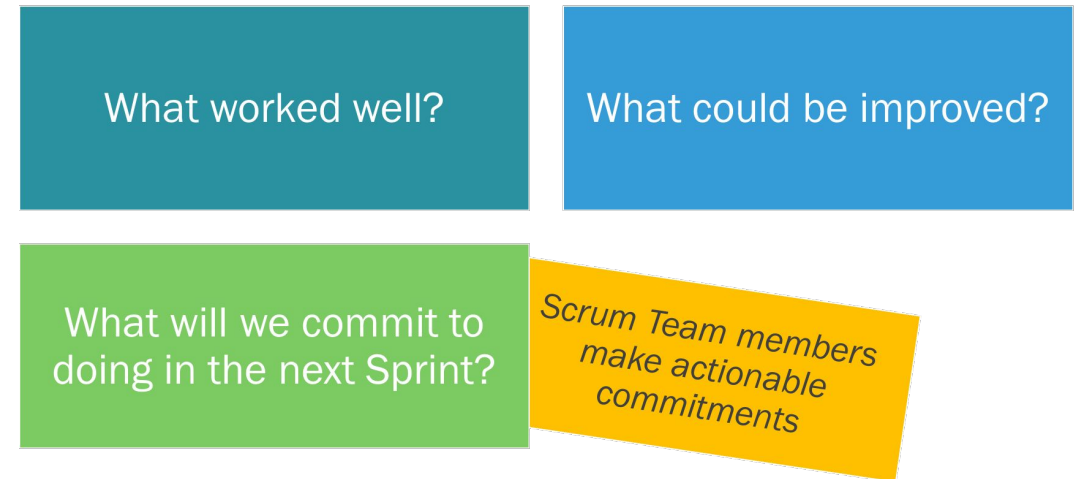 What worked well?
What could be improved?
What will we commit to
doing in the next Sprint?
Scrum Team members
make actionable
commitments